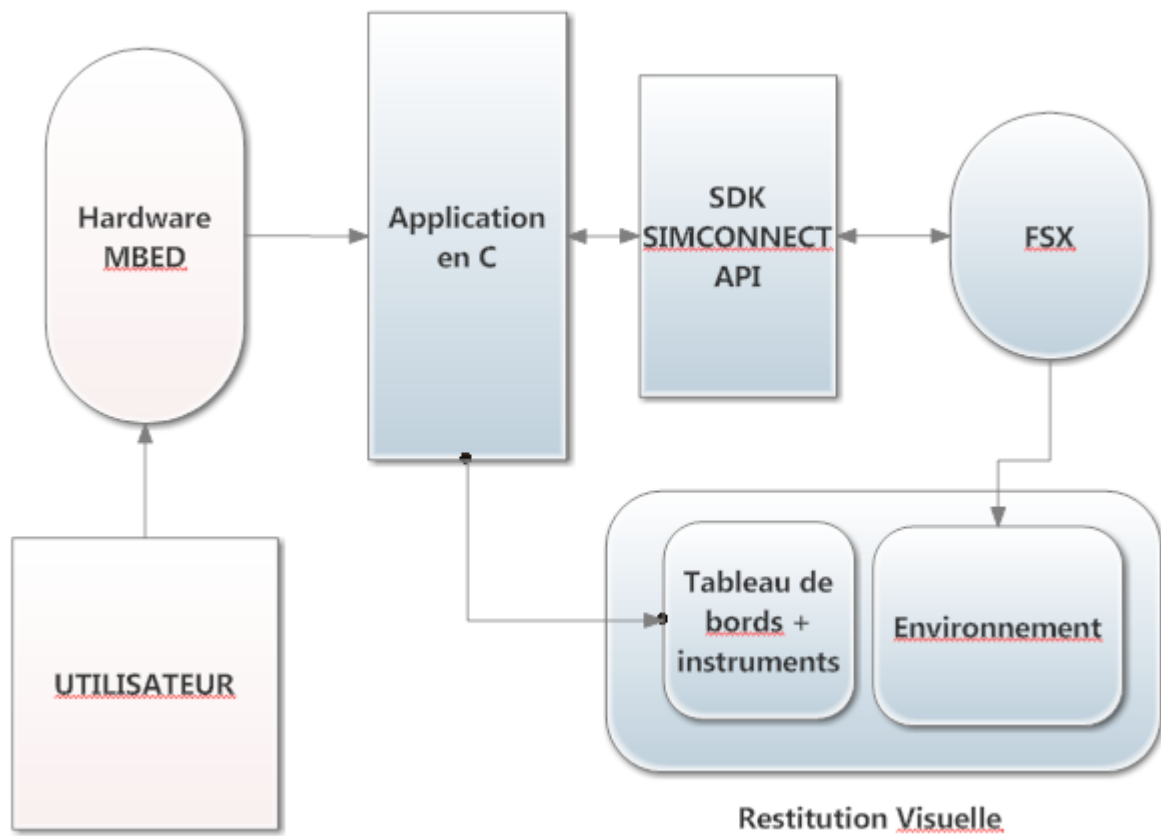 Hardware
MBED
Application
en C
SDK
SIMCONNECT
API
FSX
UTILISATEUR
Tableau de
bords +
instruments
Environnement
Restitution Visuelle